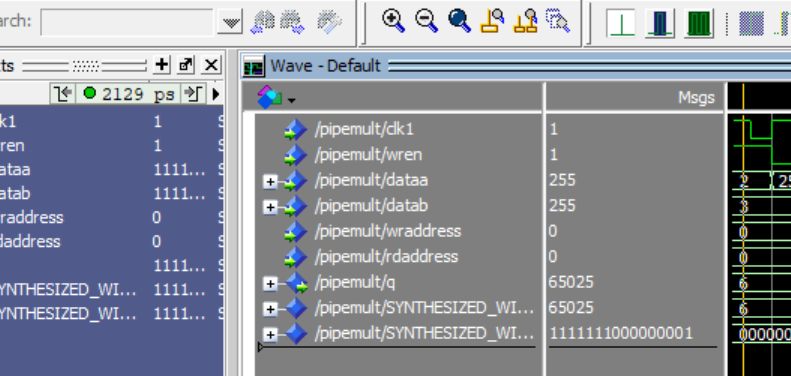 arch:
ts
2129 ps
k1 1 S
ren 1 S
ataa 1111... S
atab 1111... S
raddress 0 S
daddress 0 S
1111... S
YNTHESIZED_WI... 1111... S
YNTHESIZED_WI... 1111... S
Wave - Default
Msgs
/pipemult/clk1 1
/pipemult/wren 1
/pipemult/dataa 255 2 25
/pipemult/datab 255 3
/pipemult/wraddress 0 0
/pipemult/rdaddress 0 0
/pipemult/q 65025 6
/pipemult/SYNTHESIZED_WI... 65025 6
/pipemult/SYNTHESIZED_WI... 1111111000000001 000000